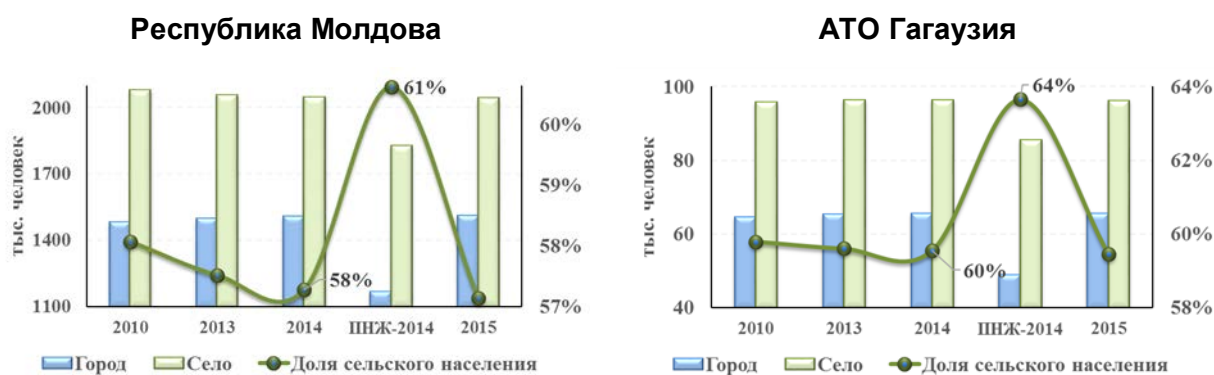 Республика Молдова
АТО Гагаузия
тыс. человек
2000
1700
1400
1100
61%
58%
60%
59%
58%
57%
2010
2013
2014
ПНЖ-2014
2015
Город
Село
Доля сельского населения
тыс. человек
100
80
60
40
64%
60%
64%
62%
60%
58%
2010
2013
2014
ПНЖ-2014
2015
Город
Село
Доля сельского населения